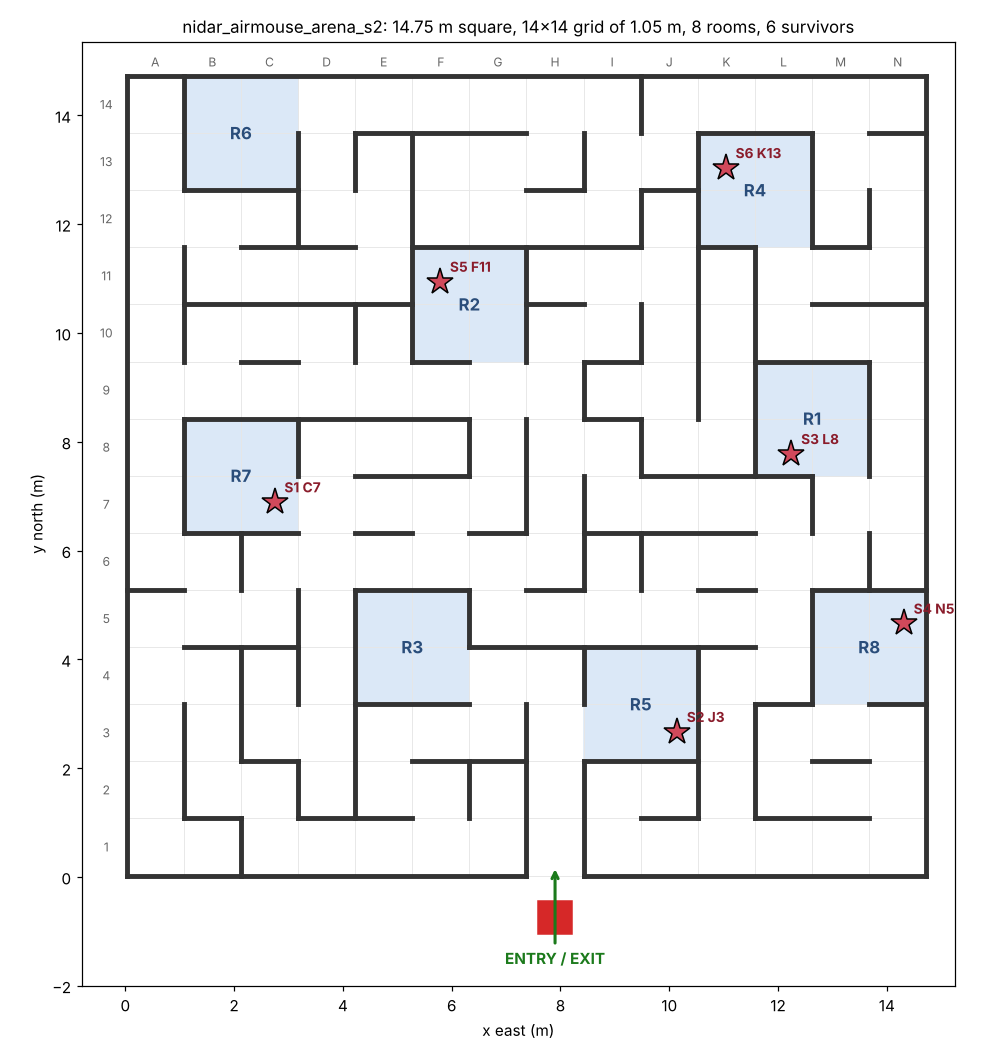 nidar_airmouse_arena_s2: 14.75 m square, 14×14 grid of 1.05 m, 8 rooms, 6 survivors
A B C D E F G H I J K L M N
14
13
12
11
10
9
8
7
6
5
4
3
2
1
R6
S6 K13
R4
S5 F11
R2
R1
S3 L8
R7
S1 C7
S4 N5
R3
R8
R5
S2 J3
ENTRY / EXIT
14
12
10
8
6
4
2
0
−2
y north (m)
0 2 4 6 8 10 12 14
x east (m)